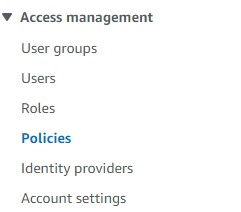 Access management
User groups
Users
Roles
Policies
Identity providers
Account settings